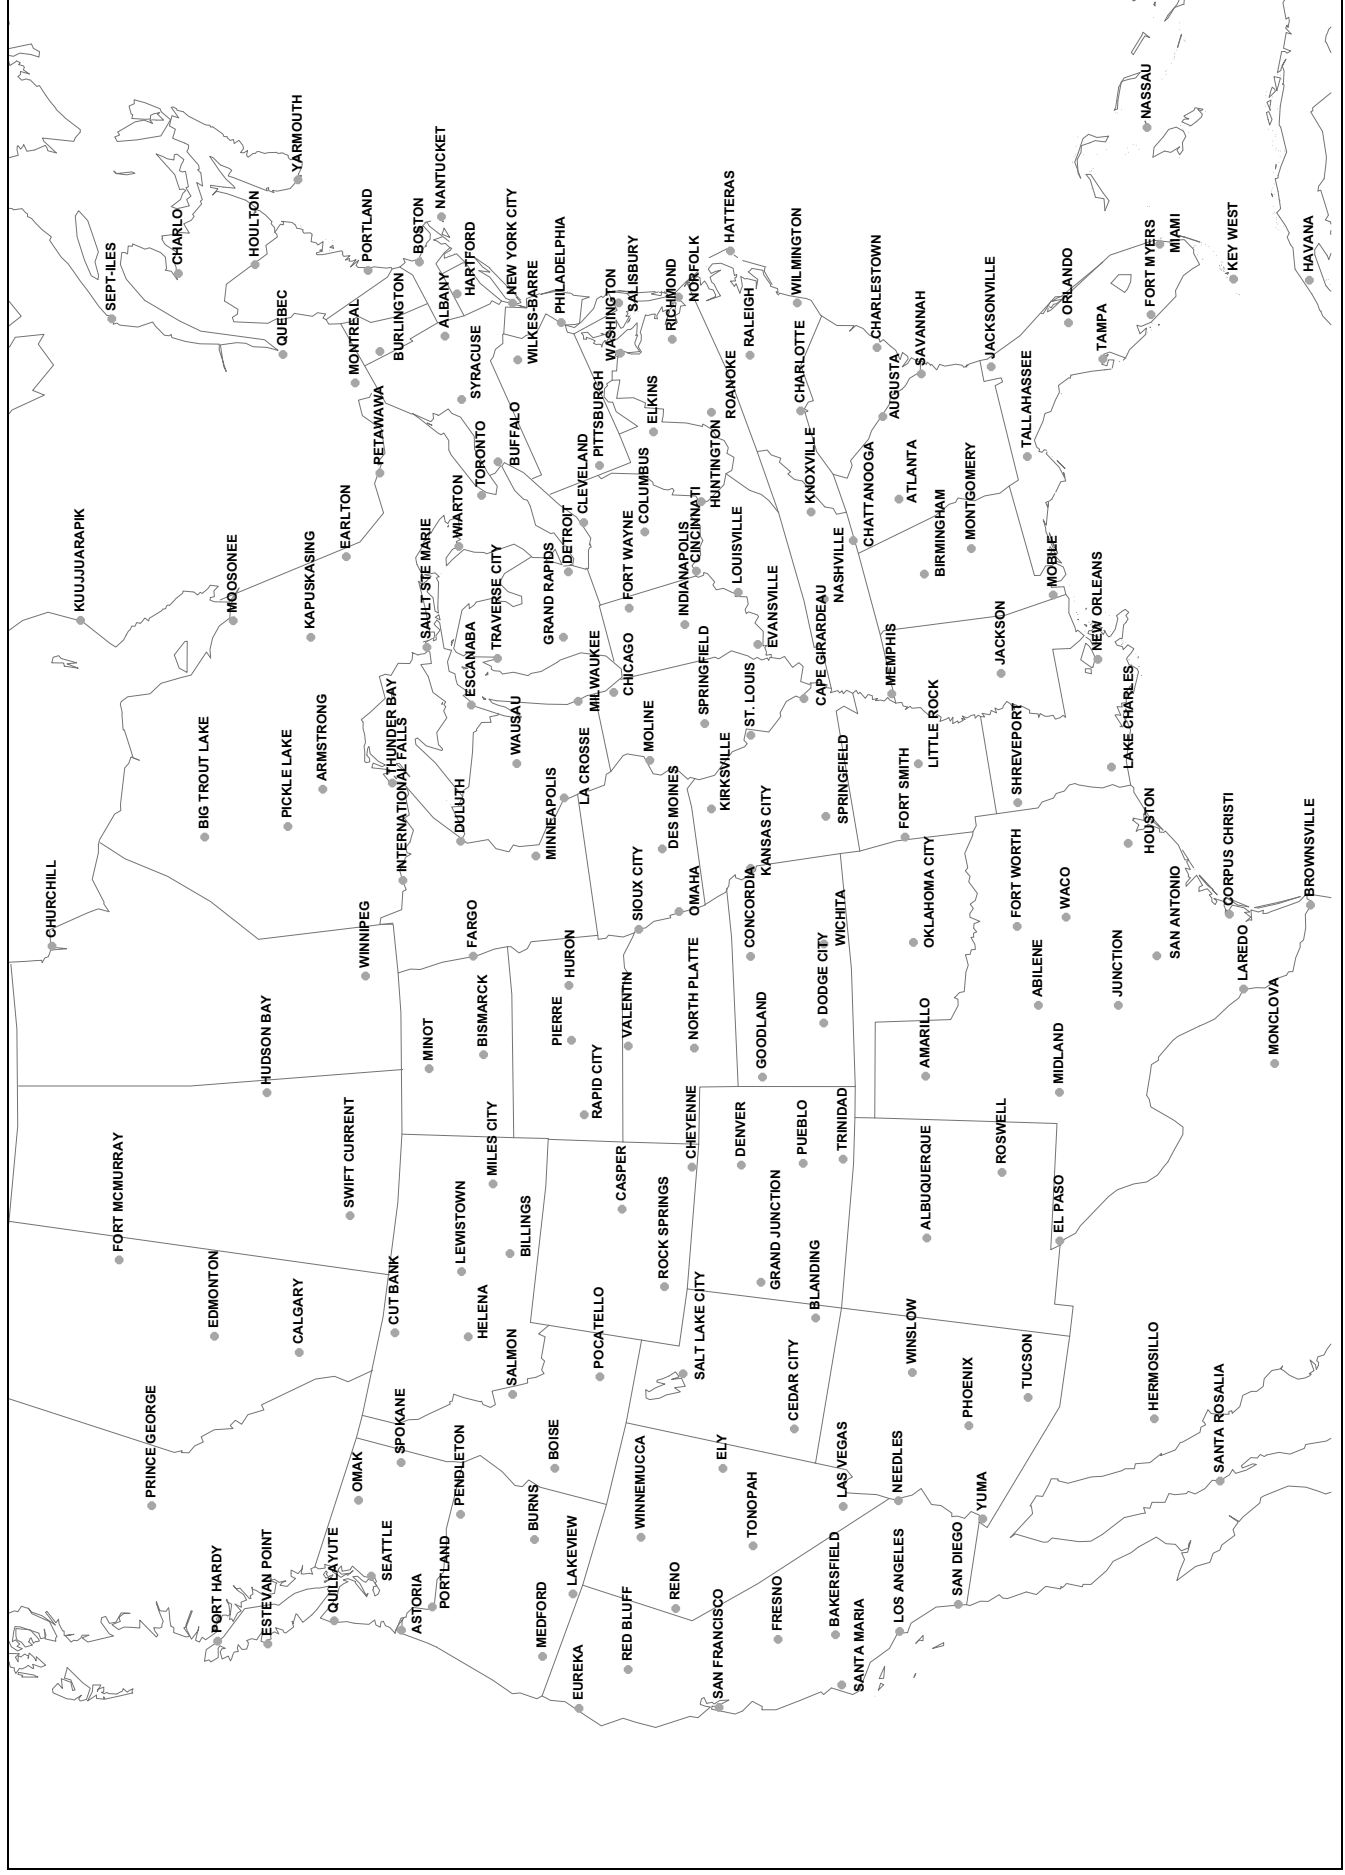 CHURCHILL
KUUJJUARAPIK
SEPT-ILES
FORT MCMURRAY
PRINCE GEORGE
CHARLO
BIG TROUT LAKE
PORT HARDY
EDMONTON
MOOSONEE
HOULTON
ESTEVAN POINT
HUDSON BAY
PICKLE LAKE
QUEBEC
CALGARY
YARMOUTH
KAPUSKASING
ARMSTRONG
QUILLAYUTE
SWIFT CURRENT
EARLTON
MONTREAL
OMAK
WINNIPEG
PORTLAND
SEATTLE
PETAWAWA
BURLINGTON
CUT BANK
THUNDER BAY
INTERNATIONAL FALLS
SPOKANE
ASTORIA
BOSTON
SAULT STE MARIE
MINOT
PORTLAND
NANTUCKET
ALBANY
HARTFORD
WIARTON
PENDLETON
LEWISTOWN
DULUTH
SYRACUSE
HELENA
ESCANABA
FARGO
TORONTO
BISMARCK
MILES CITY
TRAVERSE CITY
BUFFALO
NEW YORK CITY
SALMON
BILLINGS
WAUSAU
WILKES-BARRE
BURNS
MINNEAPOLIS
MEDFORD
BOISE
PHILADELPHIA
GRAND RAPIDS
DETROIT
LA CROSSE
HURON
PIERRE
LAKEVIEW
EUREKA
CLEVELAND
MILWAUKEE
RAPID CITY
POCATELLO
PITTSBURGH
WASHINGTON
SALISBURY
CHICAGO
FORT WAYNE
CASPER
VALENTIN
RED BLUFF
SIOUX CITY
WINNEMUCCA
COLUMBUS
MOLINE
ELKINS
DES MOINES
ROCK SPRINGS
RENO
RICHMOND
NORFOLK
OMAHA
SALT LAKE CITY
INDIANAPOLIS
CHEYENNE
NORTH PLATTE
CINCINNATI
HUNTINGTON
SPRINGFIELD
KIRKSVILLE
ROANOKE
SAN FRANCISCO
ELY
HATTERAS
LOUISVILLE
DENVER
RALEIGH
ST. LOUIS
KANSAS CITY
CONCORDIA
TONOPAH
EVANSVILLE
GOODLAND
GRAND JUNCTION
FRESNO
CEDAR CITY
WILMINGTON
CHARLOTTE
PUEBLO
CAPE GIRARDEAU
KNOXVILLE
BLANDING
NASHVILLE
DODGE CITY
WICHITA
SPRINGFIELD
BAKERSFIELD
TRINIDAD
LAS VEGAS
SANTA MARIA
CHATTANOOGA
CHARLESTOWN
AUGUSTA
MEMPHIS
NEEDLES
LOS ANGELES
ATLANTA
FORT SMITH
SAVANNAH
LITTLE ROCK
OKLAHOMA CITY
WINSLOW
BIRMINGHAM
AMARILLO
ALBUQUERQUE
SAN DIEGO
PHOENIX
MONTGOMERY
YUMA
JACKSONVILLE
JACKSON
ROSWELL
SHREVEPORT
FORT WORTH
TALLAHASSEE
TUCSON
ABILENE
MOBILE
MIDLAND
EL PASO
WACO
ORLANDO
NEW ORLEANS
TAMPA
JUNCTION
LAKE CHARLES
HOUSTON
NASSAU
FORT MYERS
MIAMI
HERMOSILLO
SAN ANTONIO
SANTA ROSALIA
CORPUS CHRISTI
KEY WEST
LAREDO
MONCLOVA
HAVANA
BROWNSVILLE